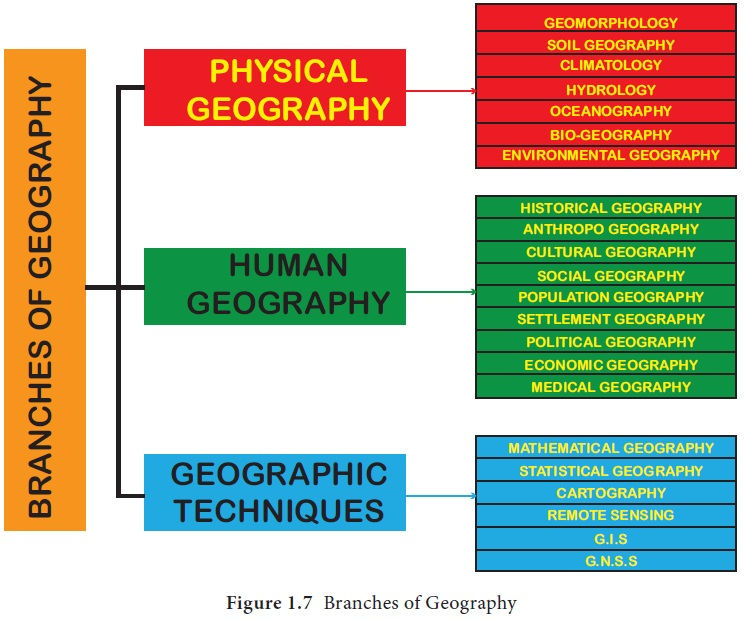 BRANCHES OF GEOGRAPHY
PHYSICAL
GEOGRAPHY
GEOMORPHOLOGY
SOIL GEOGRAPHY
CLIMATOLOGY
HYDROLOGY
OCEANOGRAPHY
BIO-GEOGRAPHY
ENVIRONMENTAL GEOGRAPHY
HUMAN
GEOGRAPHY
HISTORICAL GEOGRAPHY
ANTHROPO GEOGRAPHY
CULTURAL GEOGRAPHY
SOCIAL GEOGRAPHY
POPULATION GEOGRAPHY
SETTLEMENT GEOGRAPHY
POLITICAL GEOGRAPHY
ECONOMIC GEOGRAPHY
MEDICAL GEOGRAPHY
GEOGRAPHIC
TECHNIQUES
MATHEMATICAL GEOGRAPHY
STATISTICAL GEOGRAPHY
CARTOGRAPHY
REMOTE SENSING
G.I.S
G.N.S.S
Figure 1.7 Branches of Geography